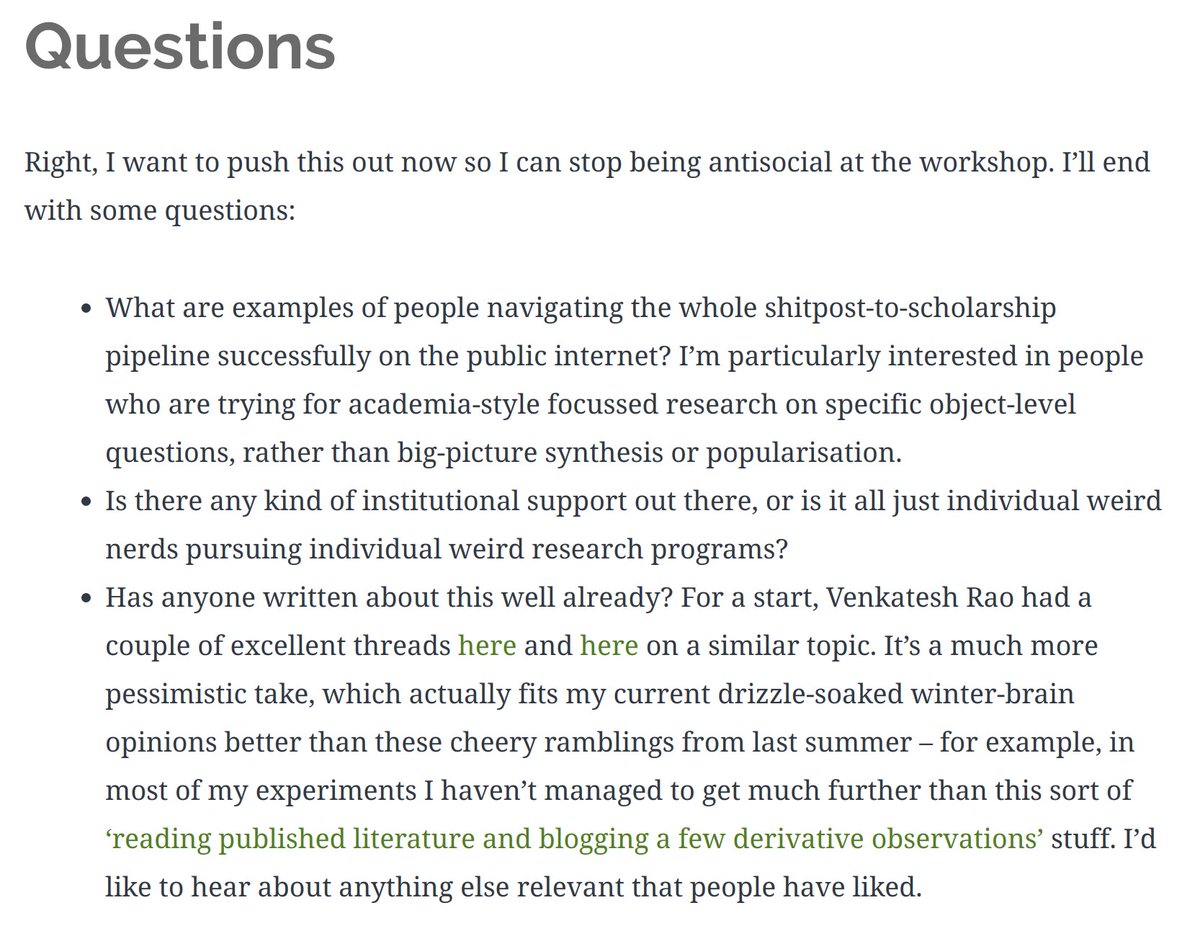 Questions
Right, I want to push this out now so I can stop being antisocial at the workshop. I’ll end
with some questions:
• What are examples of people navigating the whole shitpost-to-scholarship
pipeline successfully on the public internet? I’m particularly interested in people
who are trying for academia-style focussed research on specific object-level
questions, rather than big-picture synthesis or popularisation.
• Is there any kind of institutional support out there, or is it all just individual weird
nerds pursuing individual weird research programs?
• Has anyone written about this well already? For a start, Venkatesh Rao had a
couple of excellent threads here and here on a similar topic. It’s a much more
pessimistic take, which actually fits my current drizzle-soaked winter-brain
opinions better than these cheery ramblings from last summer – for example, in
most of my experiments I haven’t managed to get much further than this sort of
‘reading published literature and blogging a few derivative observations’ stuff. I’d
like to hear about anything else relevant that people have liked.